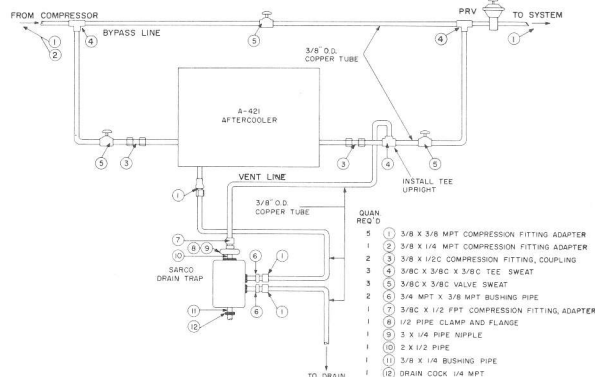 FROM COMPRESSOR
PRV
TO SYSTEM
1
2
4
BYPASS LINE
5
4
1
3/8" O.D.
COPPER TUBE
A-421
AFTERCOOLER
5
3
3
4
5
INSTALL TEE
UPRIGHT
1
VENT LINE
3/8" O.D.
COPPER TUBE
7
8
9
10
6
1
SARCO
DRAIN TRAP
6
1
11
12
TO DRAIN
QUAN.
REQ'D
5 1 3/8 X 3/8 MPT COMPRESSION FITTING ADAPTER
1 2 3/8 X 1/4 MPT COMPRESSION FITTING ADAPTER
2 3 3/8 X 1/2C COMPRESSION FITTING, COUPLING
3 4 3/8C X 3/8C X 3/8C TEE SWEAT
3 5 3/8C X 3/8C VALVE SWEAT
2 6 3/4 MPT X 3/8 MPT BUSHING PIPE
1 7 3/8C X 1/2 FPT COMPRESSION FITTING, ADAPTER
1 8 1/2 PIPE CLAMP AND FLANGE
1 9 3 X 1/4 PIPE NIPPLE
1 10 2 X 1/2 PIPE
1 11 3/8 X 1/4 BUSHING PIPE
1 12 DRAIN COCK 1/4 MPT